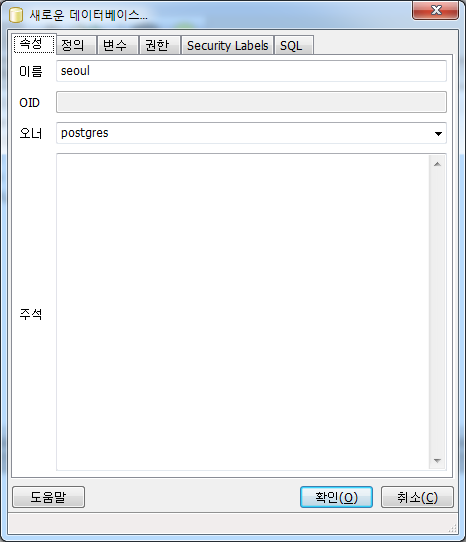 새로운 데이터베이스...
속성 정의 변수 권한 Security Labels SQL
이름 seoul
OID
오너 postgres
주석
도움말 확인(O) 취소(C)